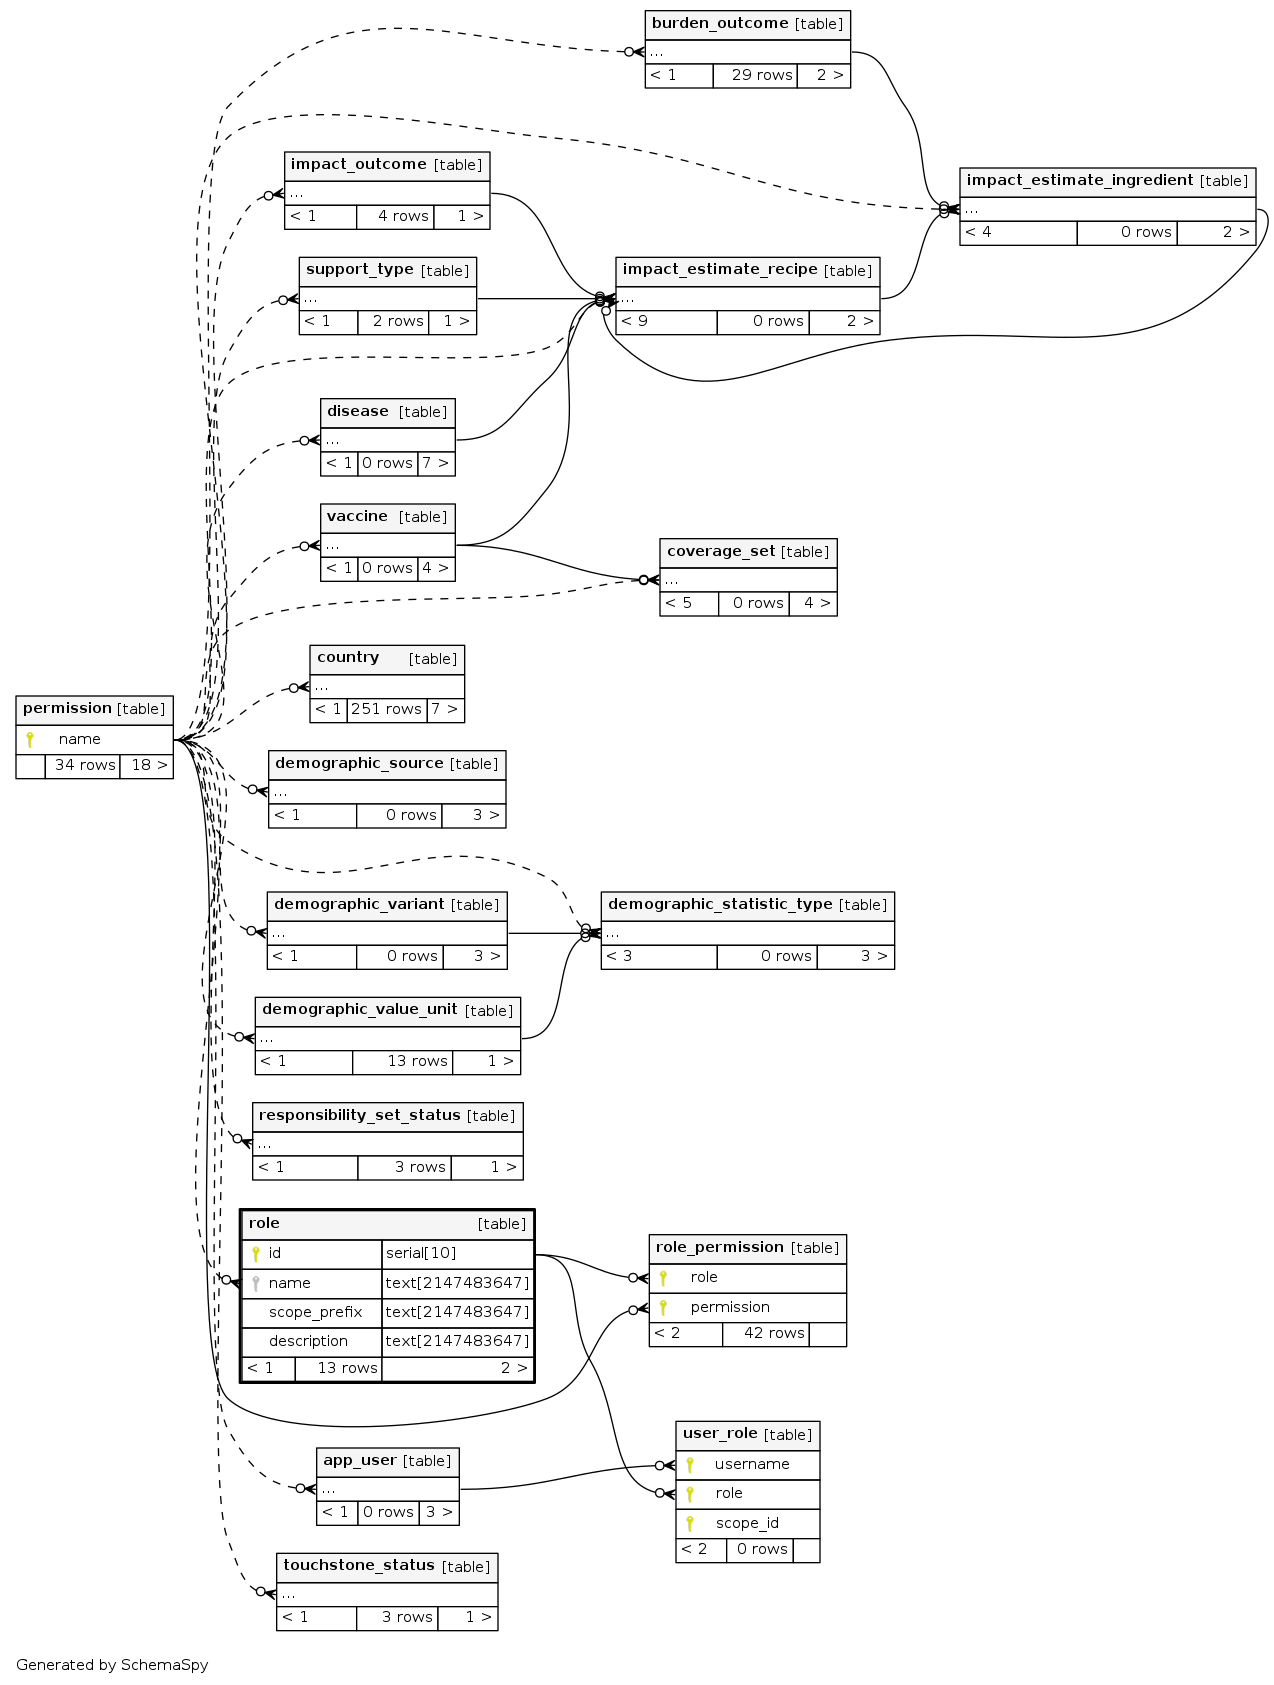 burden_outcome [table]
...
< 1 29 rows 2 >
impact_outcome [table]
...
< 1 4 rows 1 >
impact_estimate_ingredient [table]
...
< 4 0 rows 2 >
support_type [table]
...
< 1 2 rows 1 >
impact_estimate_recipe [table]
...
< 9 0 rows 2 >
disease [table]
...
< 1 0 rows 7 >
vaccine [table]
...
< 1 0 rows 4 >
coverage_set [table]
...
< 5 0 rows 4 >
country [table]
...
< 1 251 rows 7 >
permission [table]
name
34 rows 18 >
demographic_source [table]
...
< 1 0 rows 3 >
demographic_variant [table]
...
< 1 0 rows 3 >
demographic_statistic_type [table]
...
< 3 0 rows 3 >
demographic_value_unit [table]
...
< 1 13 rows 1 >
responsibility_set_status [table]
...
< 1 3 rows 1 >
role [table]
id serial[10]
name text[2147483647]
scope_prefix text[2147483647]
description text[2147483647]
< 1 13 rows 2 >
role_permission [table]
role
permission
< 2 42 rows
user_role [table]
username
role
scope_id
< 2 0 rows
app_user [table]
...
< 1 0 rows 3 >
touchstone_status [table]
...
< 1 3 rows 1 >
Generated by SchemaSpy